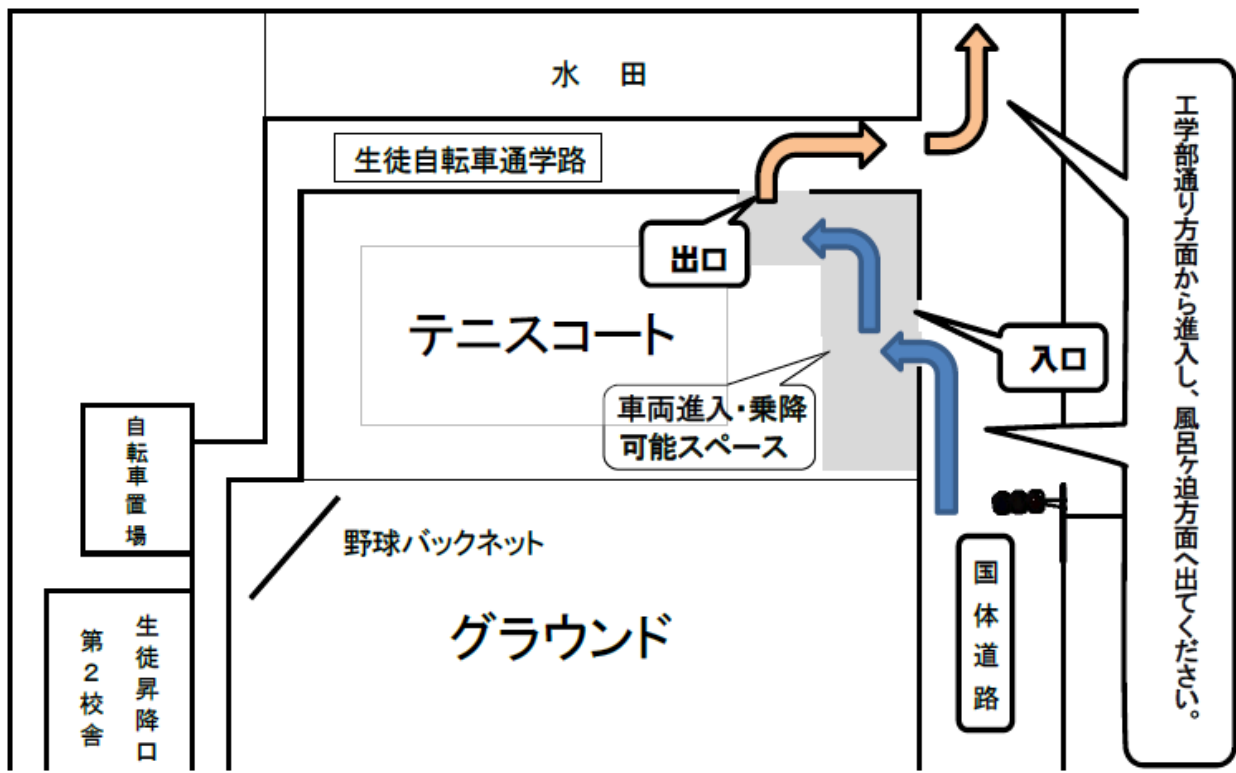 水 田
生徒自転車通学路
出口
テニスコート
入口
車両進入・乗降
可能スペース
工学部通り方面から進入し、風呂ヶ迫方面へ出てください。
自転車置場
野球バックネット
グラウンド
国体道路
生徒昇降口
第２校舎